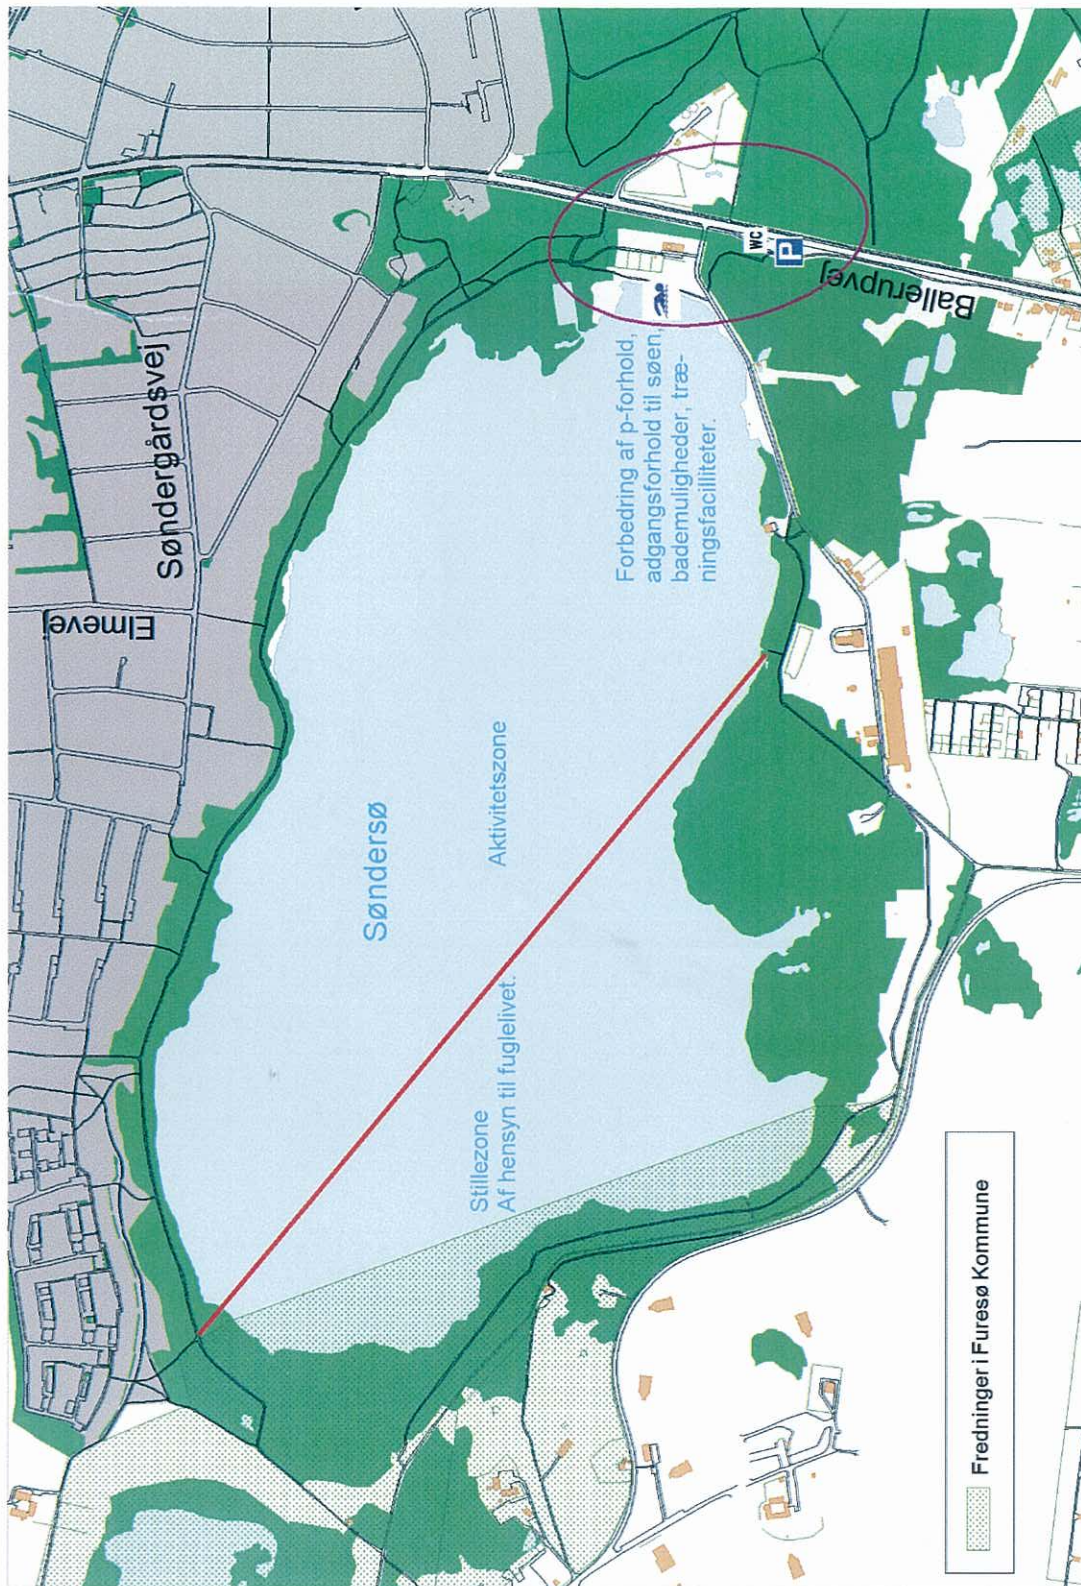 Søndergårdsvej
Elmevej
Søndersø
Aktivitetszone
Stillezone
Af hensyn til fuglelivet.
Forbedring af p-forhold,
adgangsforhold til søen,
bademuligheder, træ-
ningsfacilliteter.
WC
P
Ballerupvej
Fredninger i Furesø Kommune